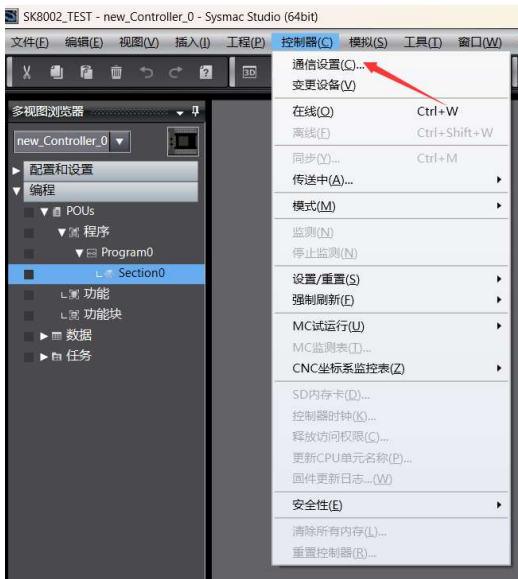 SK8002_TEST - new_Controller_0 - Sysmac Studio (64bit)
文件(F) 编辑(E) 视图(V) 插入(I) 工程(P) 控制器(C) 模拟(S) 工具(T) 窗口(W)
3D
多视图浏览器
new_Controller_0
配置和设置
编程
POUs
程序
Program0
Section0
功能
功能块
数据
任务
通信设置(C)...
变更设备(V)
在线(O) Ctrl+W
离线(F) Ctrl+Shift+W
同步(Y)... Ctrl+M
传送中(A)...
模式(M)
监测(N)
停止监测(N)
设置/重置(S)
强制刷新(F)
MC试运行(U)
MC监测表(T)...
CNC坐标系监控表(Z)
SD内存卡(D)...
控制器时钟(K)...
释放访问权限(C)...
更新CPU单元名称(P)...
固件更新日志...(W)
安全性(E)
清除所有内存(L)...
重置控制器(R)...